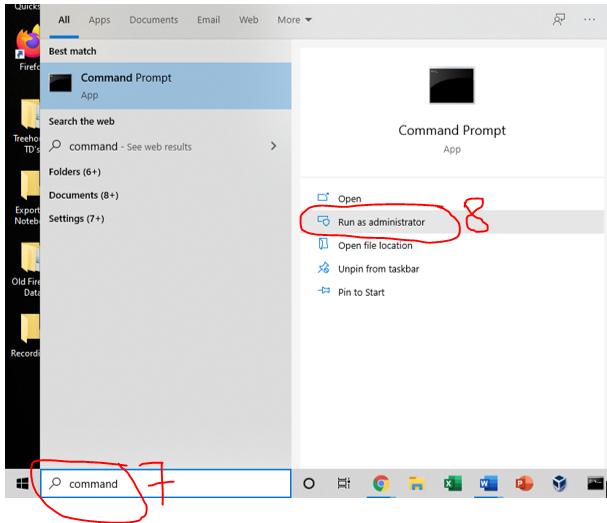 Quicks
All Apps Documents Email Web More
Best match
Command Prompt
App
Search the web
command - See web results
Folders (6+)
Documents (8+)
Settings (7+)
Command Prompt
App
Open
Run as administrator 8
Open file location
Unpin from taskbar
Pin to Start
Firefo
Treehou
TD's
Export
Notebo
Old Fire
Data
Recordi
command 7